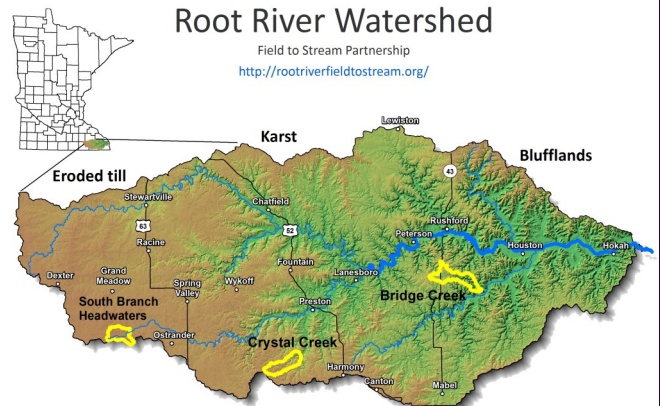 Root River Watershed
Field to Stream Partnership
http://rootriverfieldtostream.org/
Lewiston
Karst
Blufflands
Eroded till
43
Stewartville
Chatfield
Rushford
63
52
Peterson
Racine
Houston
Hokah
Fountain
Lanesboro
Dexter
Grand
Meadow
Spring
Valley
Wykoff
Bridge Creek
South Branch
Headwaters
Preston
Ostrander
Crystal Creek
Harmony
Canton
Mabel